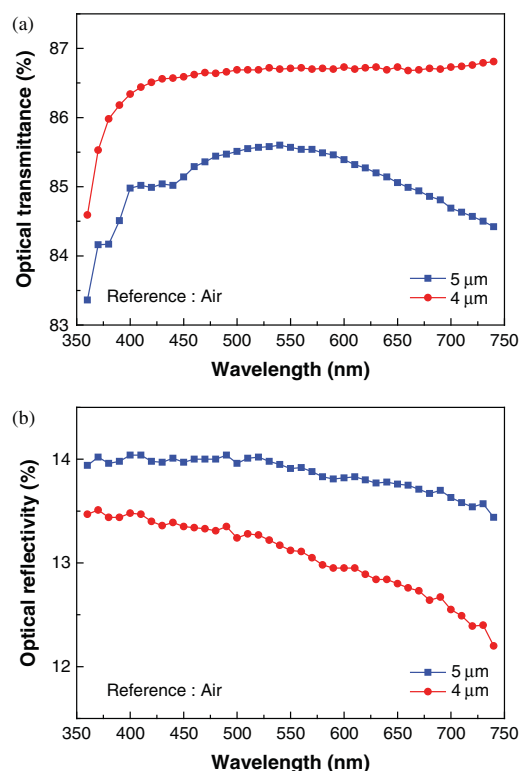 (a)
87
86
85
84
83
Optical transmittance (%)
5 μm
4 μm
Reference : Air
350 400 450 500 550 600 650 700 750
Wavelength (nm)
(b)
14
13
12
Optical reflectivity (%)
5 μm
4 μm
Reference : Air
350 400 450 500 550 600 650 700 750
Wavelength (nm)